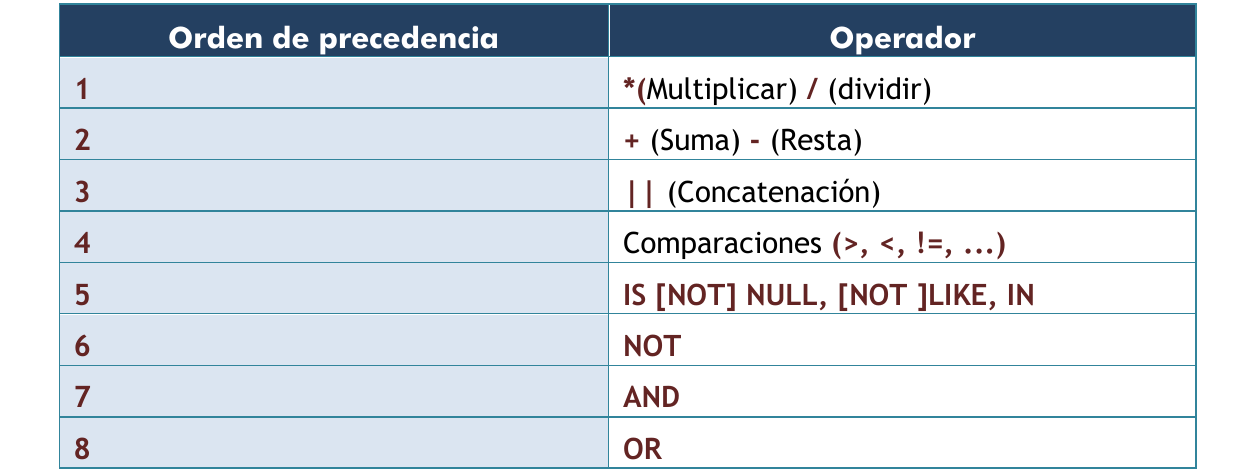 Orden de precedencia Operador
1 *(Multiplicar) / (dividir)
2 + (Suma) - (Resta)
3 || (Concatenación)
4 Comparaciones (>, <, !=, ...)
5 IS [NOT] NULL, [NOT ]LIKE, IN
6 NOT
7 AND
8 OR